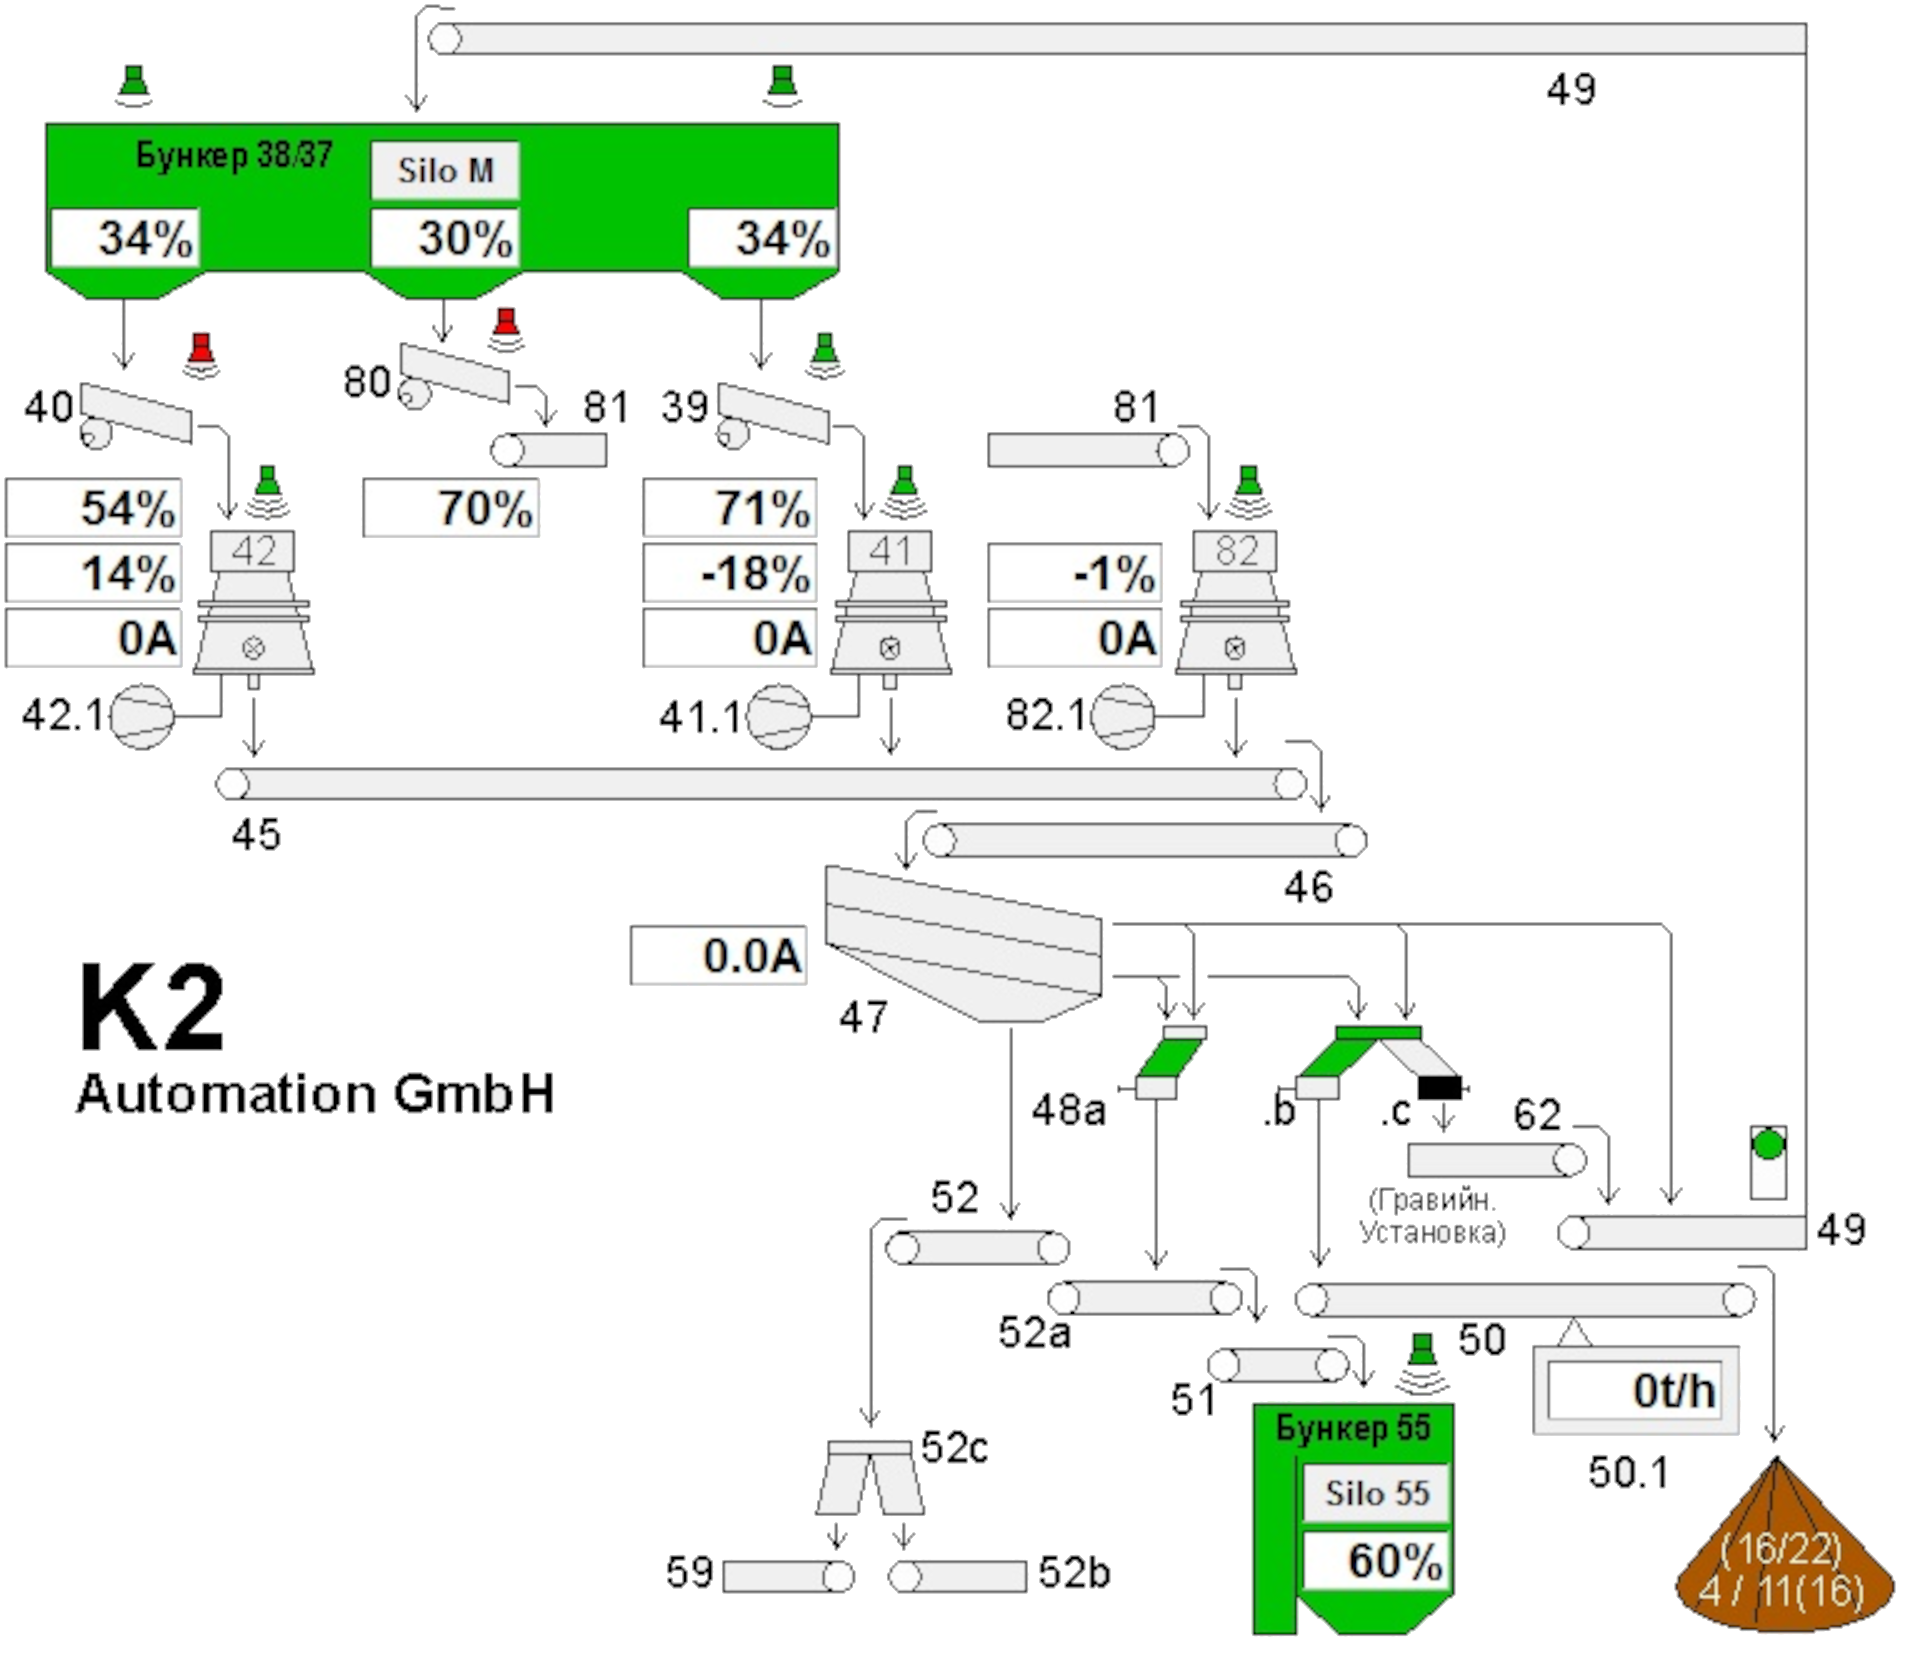 49
Бункер 38/37
Silo M
34%
30%
34%
40
80
81
39
81
54%
70%
71%
42
41
82
14%
-18%
-1%
0A
0A
0A
42.1
41.1
82.1
45
46
0.0A
47
K2
Automation GmbH
48a
.b
.c
62
(Гравийн.
Установка)
49
52
52a
50
51
0t/h
50.1
Бункер 55
Silo 55
60%
52c
59
52b
(16/22)
4 / 11(16)